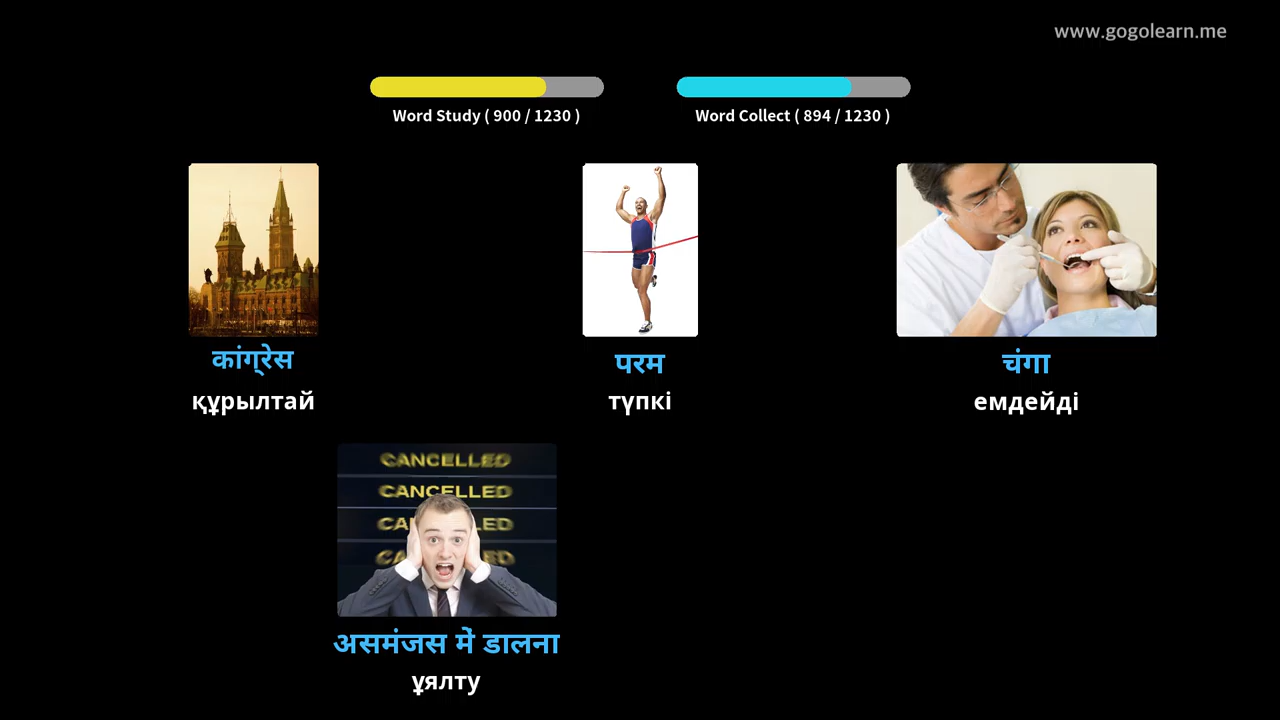 www.gogolearn.me
Word Study ( 900 / 1230 )
Word Collect ( 894 / 1230 )
कांग्रेस
құрылтай
परम
түпкі
चंगा
емдейді
CANCELLED
CANCELLED
असमंजस में डालना
ұялту